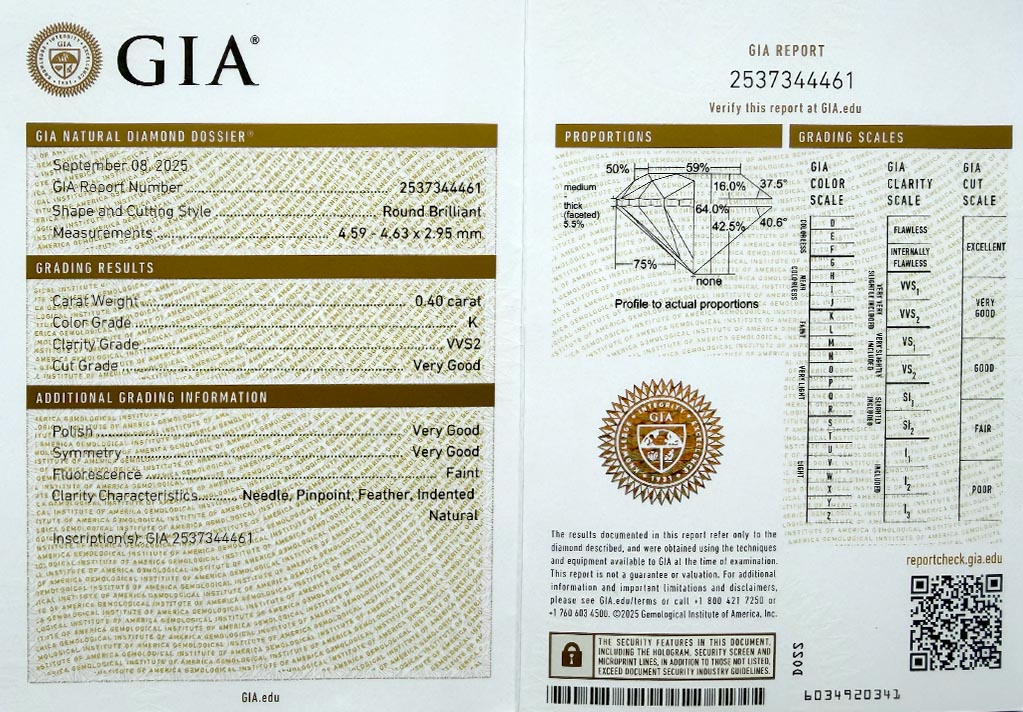 GIA®
GIA NATURAL DIAMOND DOSSIER®
September 08, 2025
GIA Report Number 2537344461
Shape and Cutting Style Round Brilliant
Measurements 4.59 - 4.63 x 2.95 mm
GRADING RESULTS
Carat Weight 0.40 carat
Color Grade K
Clarity Grade VVS2
Cut Grade Very Good
ADDITIONAL GRADING INFORMATION
Polish Very Good
Symmetry Very Good
Fluorescence Faint
Clarity Characteristics Needle, Pinpoint, Feather, Indented
Natural
Inscription(s): GIA 2537344461
GIA.edu
GIA REPORT
2537344461
Verify this report at GIA.edu
PROPORTIONS
50%
59%
medium
-
thick
(faceted)
5.5%
16.0%
37.5°
64.0%
42.5%
40.6°
75%
none
Profile to actual proportions
INTEGRITY
GIA
1931
The results documented in this report refer only to the
diamond described, and were obtained using the techniques
and equipment available to GIA at the time of examination.
This report is not a guarantee or valuation. For additional
information and important limitations and disclaimers,
please see GIA.edu/terms or call +1 800 421 7250 or
+1 760 603 4500. ©2025 Gemological Institute of America, Inc.
THE SECURITY FEATURES IN THIS DOCUMENT,
INCLUDING THE HOLOGRAM, SECURITY SCREEN AND
MICROPRINT LINES, IN ADDITION TO THOSE NOT LISTED,
EXCEED DOCUMENT SECURITY INDUSTRY GUIDELINES.
GRADING SCALES
GIA
COLOR
SCALE
COLORLESS
D
E
F
NEAR
COLORLESS
G
H
I
J
FAINT
K
L
M
VERY LIGHT
N
O
P
Q
R
LIGHT
S
T
U
V
W
X
Y
Z
GIA
CLARITY
SCALE
FLAWLESS
INTERNALLY
FLAWLESS
VERY VERY
SLIGHTLY INCLUDED
VVS1
VVS2
VERY SLIGHTLY
INCLUDED
VS1
VS2
SLIGHTLY
INCLUDED
SI1
SI2
INCLUDED
I1
I2
I3
GIA
CUT
SCALE
EXCELLENT
VERY
GOOD
GOOD
FAIR
POOR
reportcheck.gia.edu
D022
6034920341